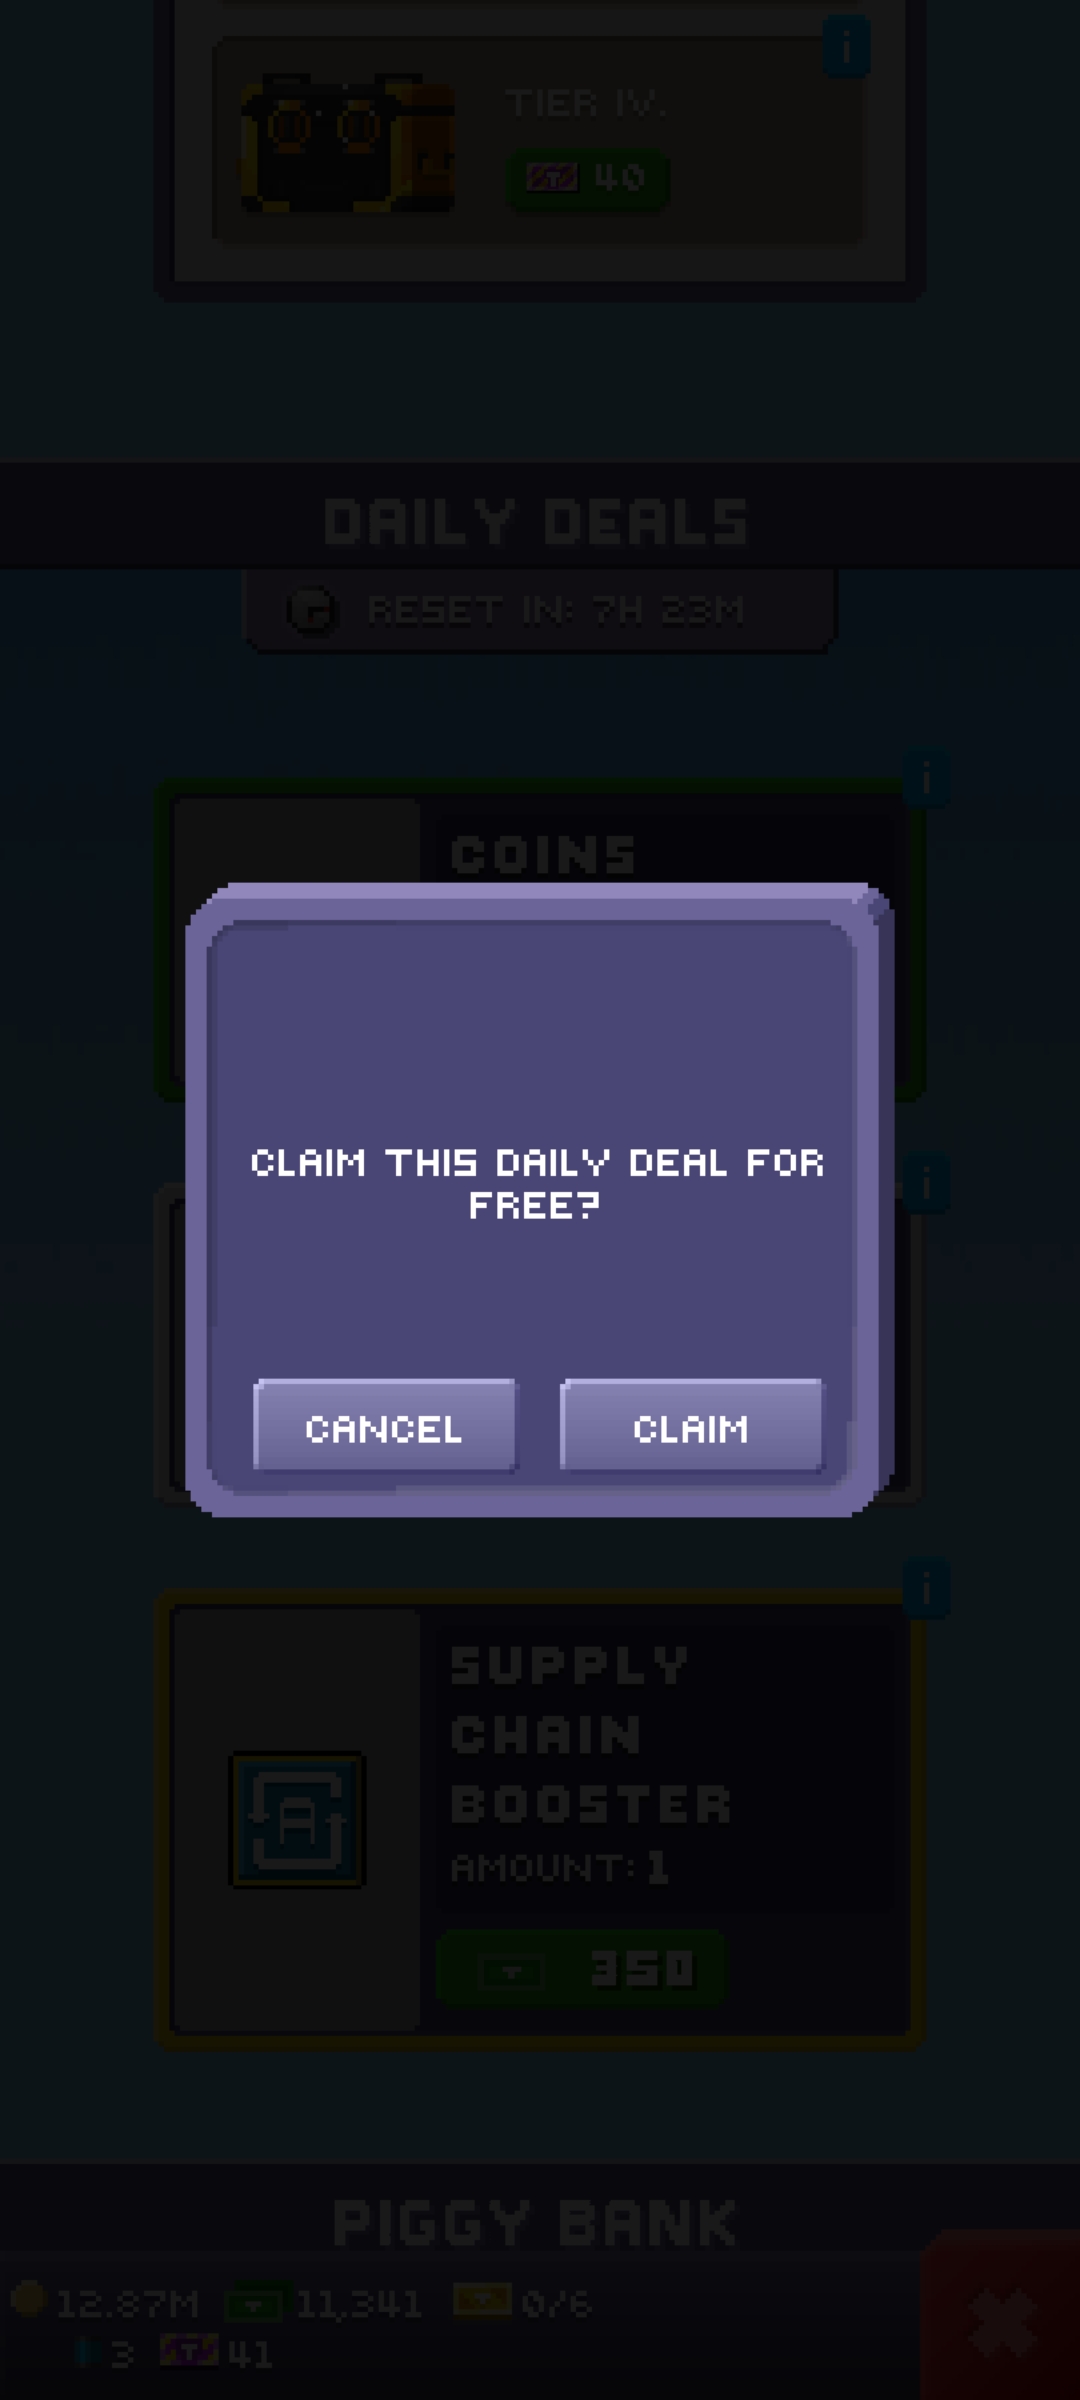 i
TIER IV.
T 40
DAILY DEALS
RESET IN: 7H 23M
i
COINS
i
CLAIM THIS DAILY DEAL FOR
FREE?
CANCEL
CLAIM
i
SUPPLY
CHAIN
BOOSTER
AMOUNT: 1
A
350
PIGGY BANK
12.87M 11,341 0/6
3 T 41